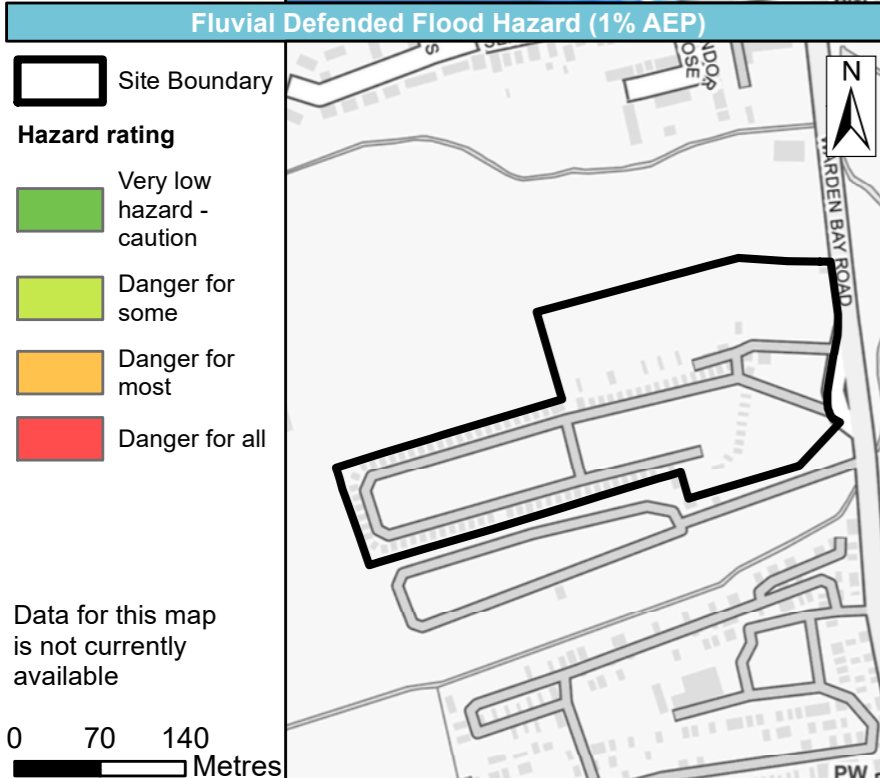 Fluvial Defended Flood Hazard (1% AEP)
Site Boundary
Hazard rating
Very low
hazard -
caution
Danger for
some
Danger for
most
Danger for all
Data for this map
is not currently
available
0 70 140
Metres
N
WARDEN BAY ROAD
PW